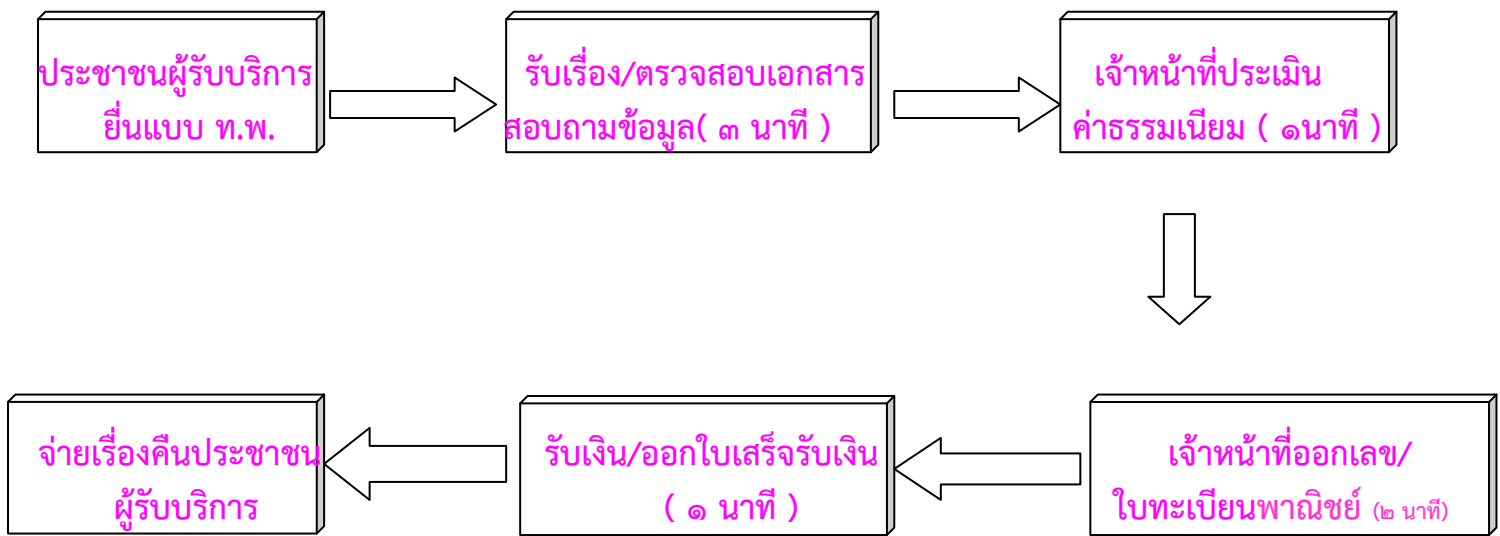 ประชาชนผู้รับบริการ
ยื่นแบบ ท.พ.
รับเรื่อง/ตรวจสอบเอกสาร
สอบถามข้อมูล( ๓ นาที )
เจ้าหน้าที่ประเมิน
ค่าธรรมเนียม ( ๑นาที )
เจ้าหน้าที่ออกเลข/
ใบทะเบียนพาณิชย์ (๒ นาที)
รับเงิน/ออกใบเสร็จรับเงิน
( ๑ นาที )
จ่ายเรื่องคืนประชาชน
ผู้รับบริการ